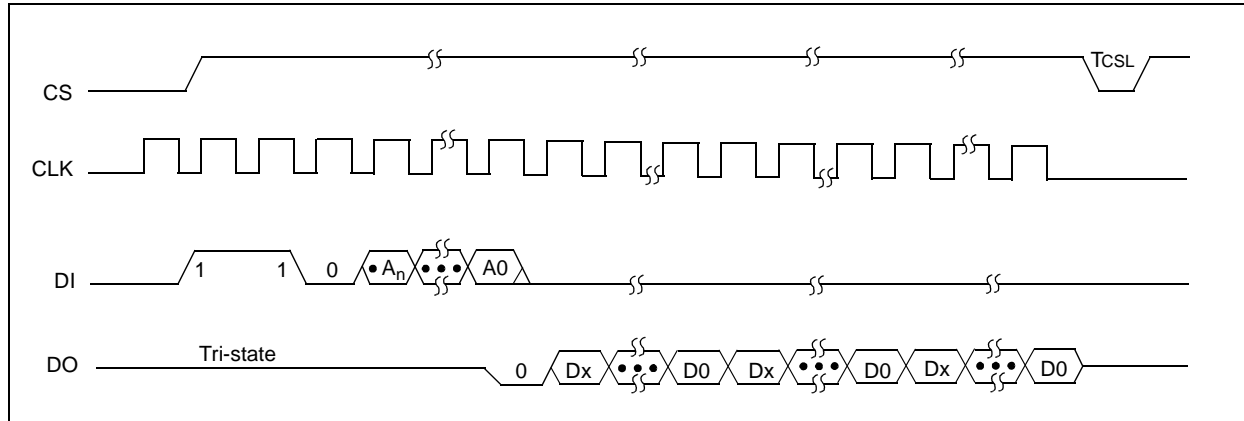 CS TCSL
CLK
DI 1 1 0 • An • • • A0
DO Tri-state 0 Dx • • • D0 Dx • • • D0 Dx • • • D0